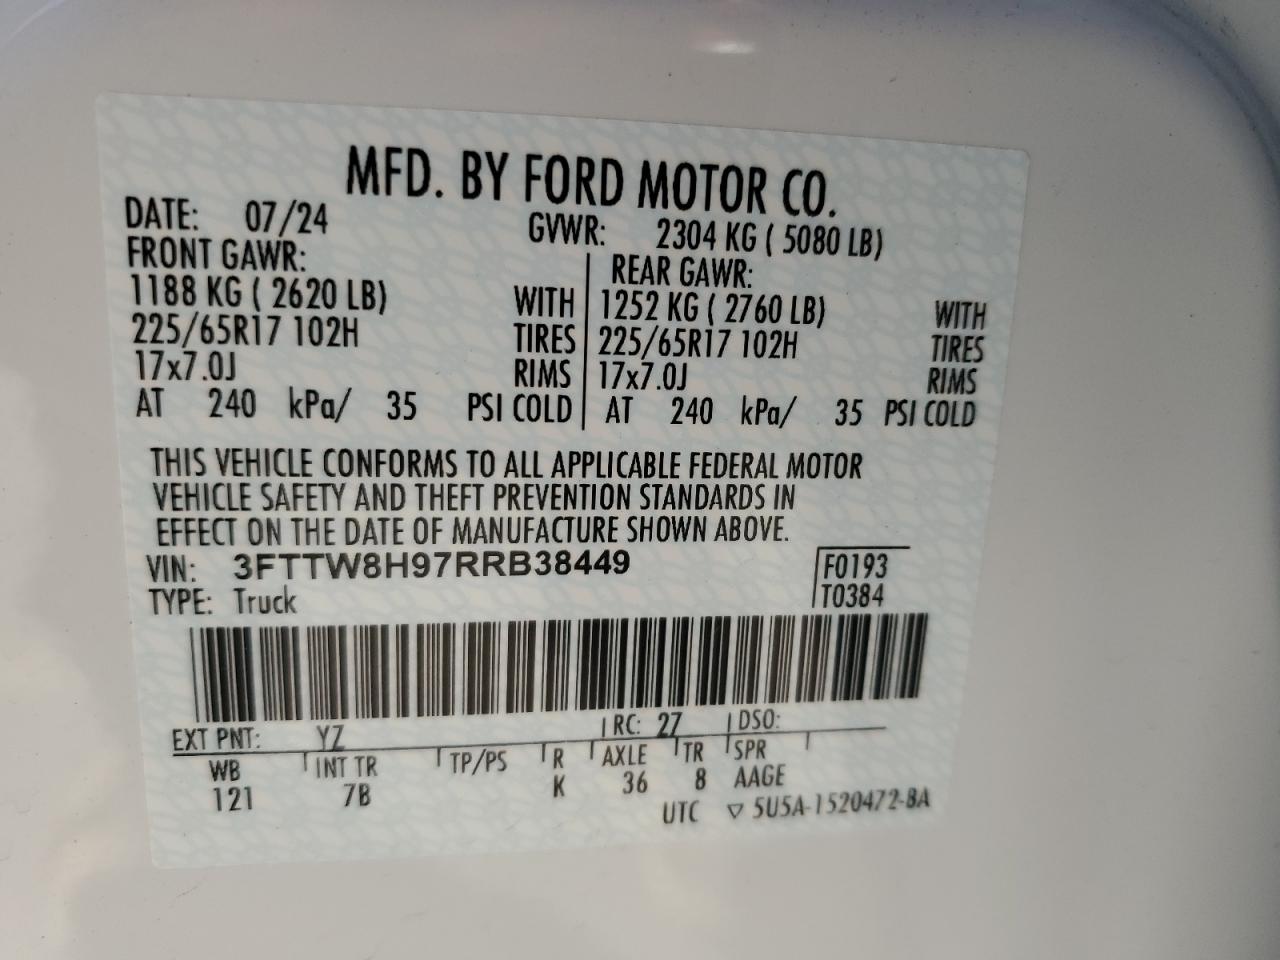 MFD. BY FORD MOTOR CO.
DATE: 07/24 GVWR: 2304 KG ( 5080 LB)
FRONT GAWR: REAR GAWR:
1188 KG ( 2620 LB) WITH 1252 KG ( 2760 LB) WITH
225/65R17 102H TIRES 225/65R17 102H TIRES
17x7.0J RIMS 17x7.0J RIMS
AT 240 kPa/ 35 PSI COLD AT 240 kPa/ 35 PSI COLD
THIS VEHICLE CONFORMS TO ALL APPLICABLE FEDERAL MOTOR
VEHICLE SAFETY AND THEFT PREVENTION STANDARDS IN
EFFECT ON THE DATE OF MANUFACTURE SHOWN ABOVE.
VIN: 3FTTW8H97RRB38449 F0193
TYPE: Truck T0384
EXT PNT: YZ RC: 27 DSO:
WB INT TR TP/PS R AXLE TR SPR
121 7B K 36 8 AAGE
UTC ▽ 5U5A-1520472-BA